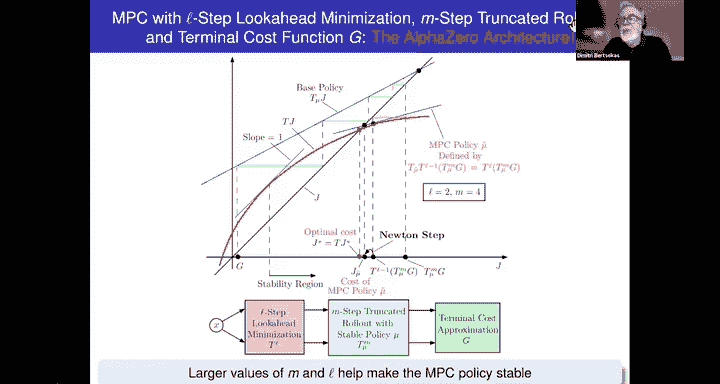 MPC with ℓ-Step Lookahead Minimization, m-Step Truncated Ro
and Terminal Cost Function G: The AlphaZero Architecture
Dimitri Bertsekas
Base Policy
T_μ J
TJ
Slope = 1
J
MPC Policy μ̃
Defined by
T_μ̃ T^{ℓ−1}(T_μ^m G) = T^ℓ(T_μ^m G)
ℓ = 2, m = 4
Optimal cost
J* = TJ*
Newton Step
G
J_μ̃
T^{ℓ−1}(T_μ^m G)
T_μ^m G
J
Stability Region
Cost of
MPC Policy μ̃
x
ℓ-Step
Lookahead
Minimization
T^ℓ
m-Step Truncated
Rollout with
Stable Policy μ
T_μ^m
Terminal Cost
Approximation
G
Larger values of m and ℓ help make the MPC policy stable